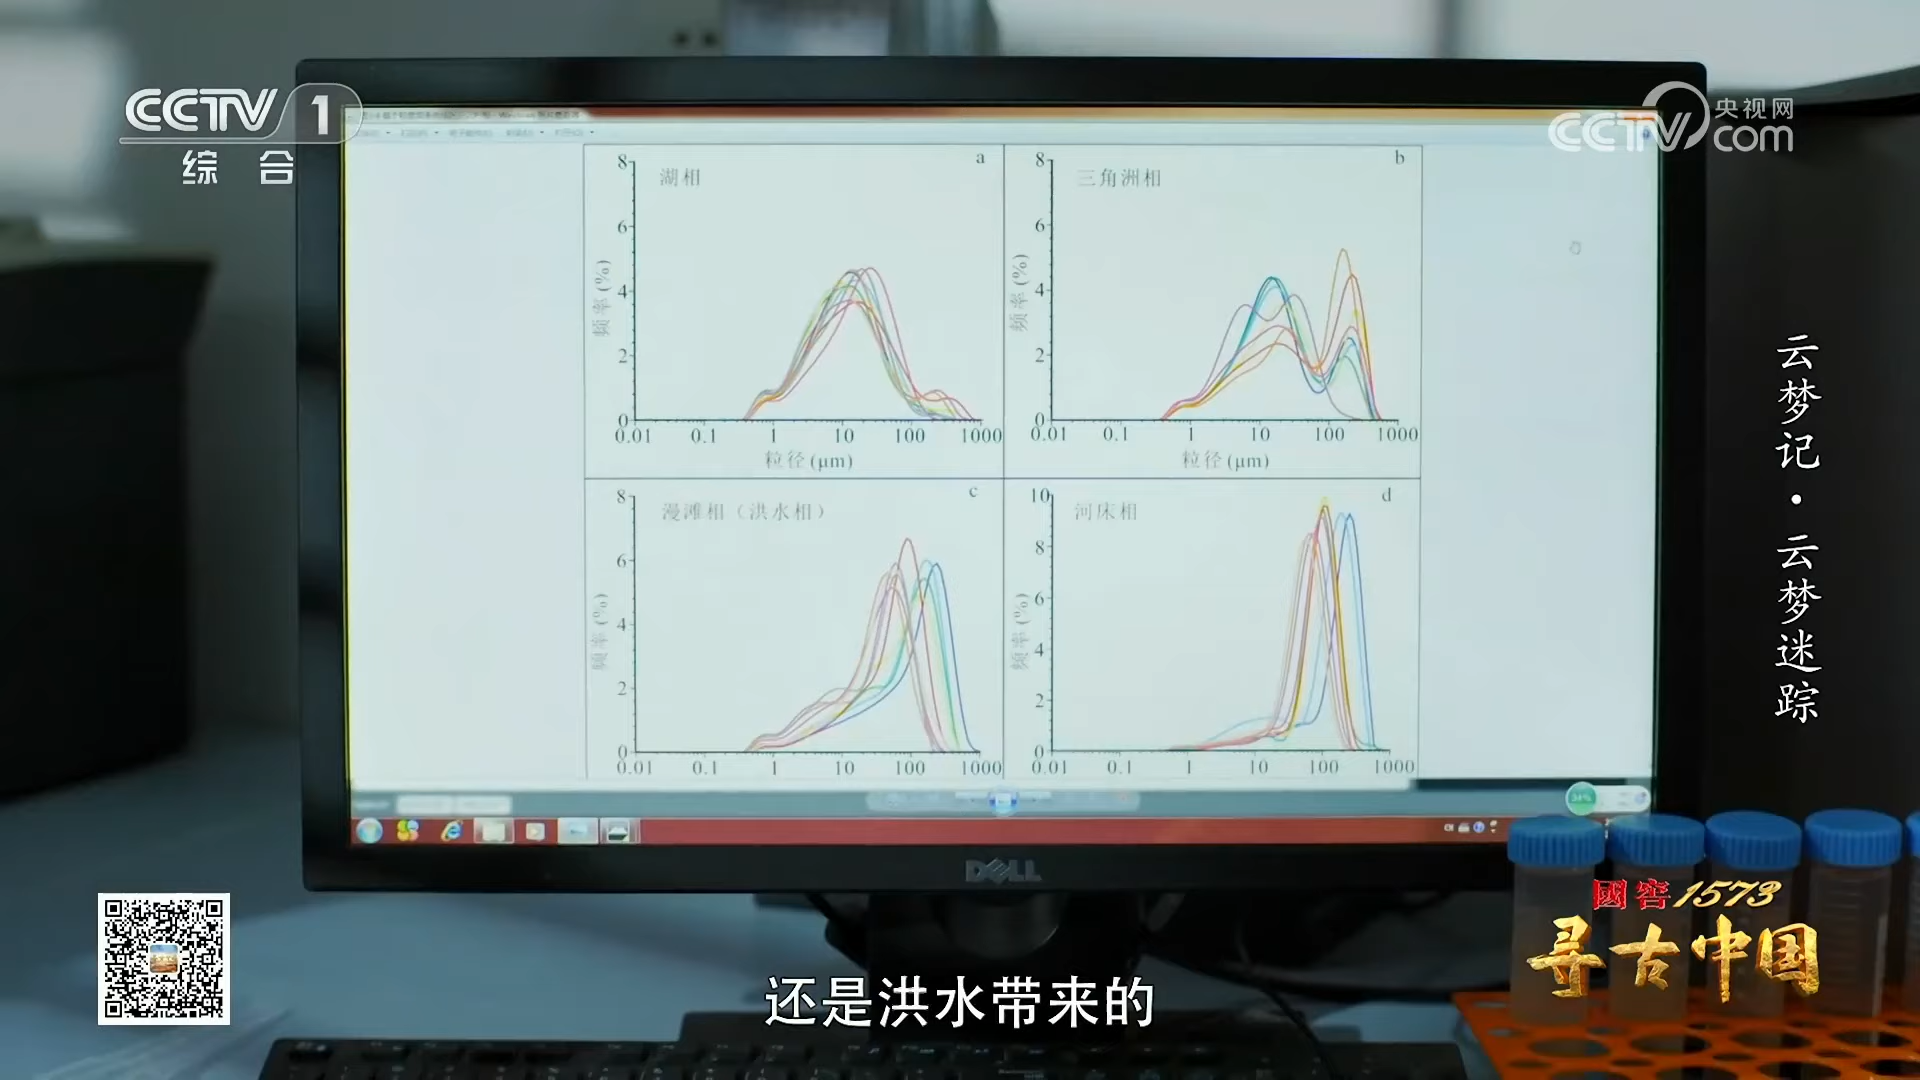 CCTV 1
综合
CCTV 央视网
com
湖相 a
8
6
4
2
0
频率(%)
0.01 0.1 1 10 100 1000
粒径(μm)
三角洲相 b
8
6
4
2
0
频率(%)
0.01 0.1 1 10 100 1000
粒径(μm)
漫滩相（洪水相） c
8
6
4
2
0
频率(%)
0.01 0.1 1 10 100 1000
河床相 d
10
8
6
4
2
0
频率(%)
0.01 0.1 1 10 100 1000
云梦记·云梦迷踪
DELL
國窖1573
寻古中国
还是洪水带来的